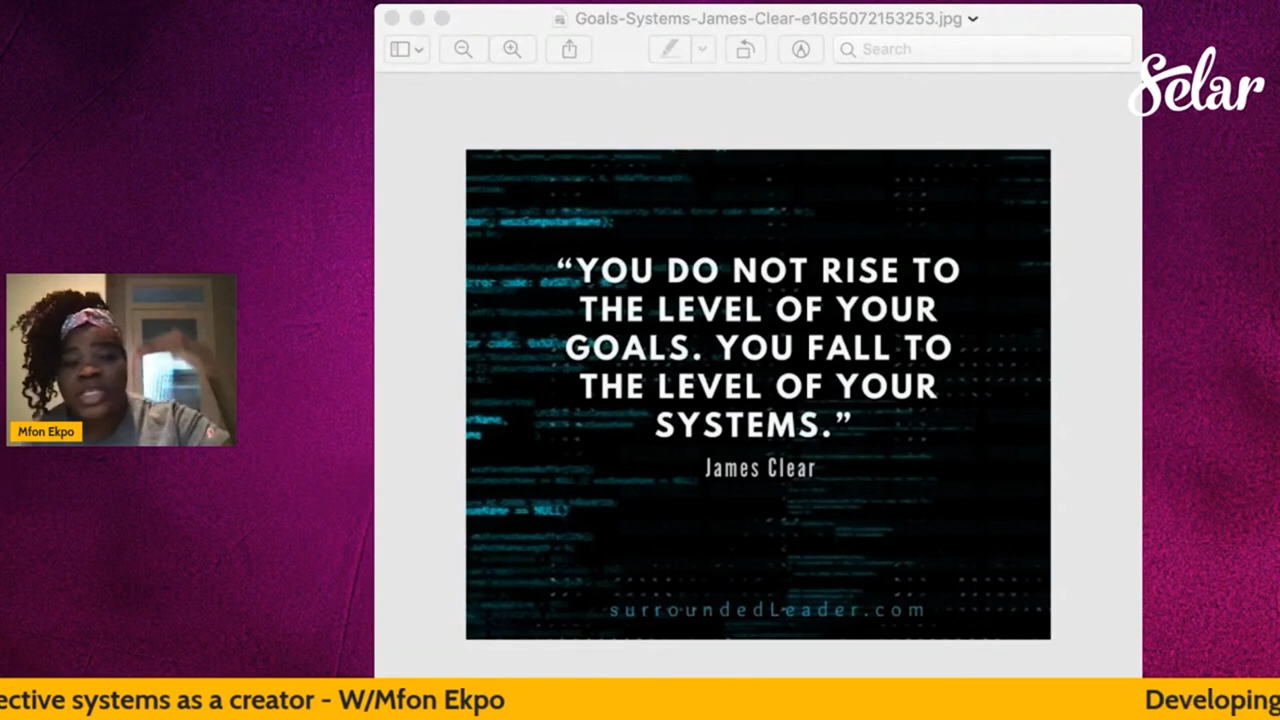 Goals-Systems-James-Clear-e1655072153253.jpg
Search
Selar
“YOU DO NOT RISE TO
THE LEVEL OF YOUR
GOALS. YOU FALL TO
THE LEVEL OF YOUR
SYSTEMS.”
James Clear
== NULL)
surroundedLeader.com
Mfon Ekpo
ective systems as a creator - W/Mfon Ekpo
Developing